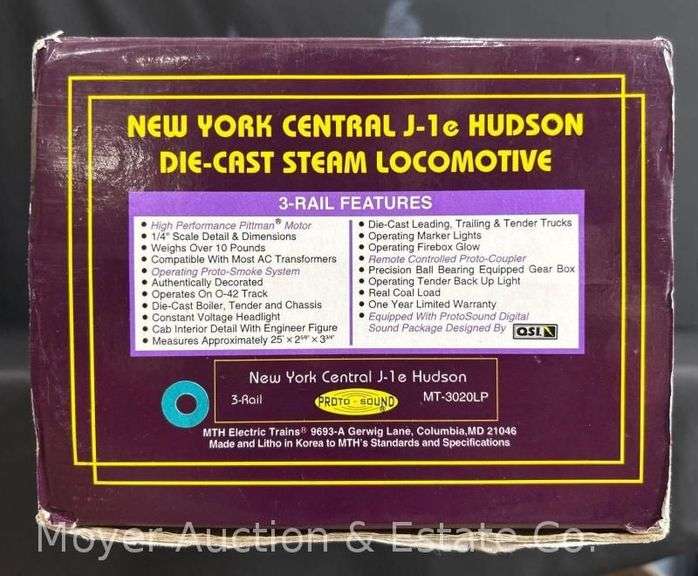 NEW YORK CENTRAL J-1e HUDSON
DIE-CAST STEAM LOCOMOTIVE
3-RAIL FEATURES
• High Performance Pittman® Motor
• 1/4" Scale Detail & Dimensions
• Weighs Over 10 Pounds
• Compatible With Most AC Transformers
• Operating Proto-Smoke System
• Authentically Decorated
• Operates On O-42 Track
• Die-Cast Boiler, Tender and Chassis
• Constant Voltage Headlight
• Cab Interior Detail With Engineer Figure
• Measures Approximately 25" × 2 5/8" × 3 3/4"
• Die-Cast Leading, Trailing & Tender Trucks
• Operating Marker Lights
• Operating Firebox Glow
• Remote Controlled Proto-Coupler
• Precision Ball Bearing Equipped Gear Box
• Operating Tender Back Up Light
• Real Coal Load
• One Year Limited Warranty
• Equipped With ProtoSound Digital
Sound Package Designed By QSI
New York Central J-1e Hudson
3-Rail PROTO-SOUND® MT-3020LP
MTH Electric Trains® 9693-A Gerwig Lane, Columbia,MD 21046
Made and Litho in Korea to MTH's Standards and Specifications
Moyer Auction & Estate Co.